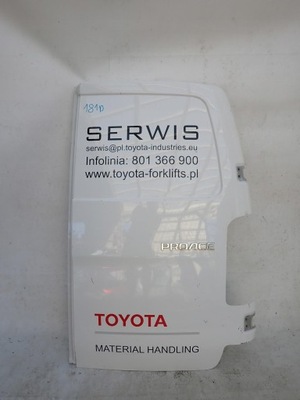 181D
SERWIS
serwis@pl.toyota-industries.eu
Infolinia: 801 366 900
www.toyota-forklifts.pl
PROACE
TOYOTA
MATERIAL HANDLING